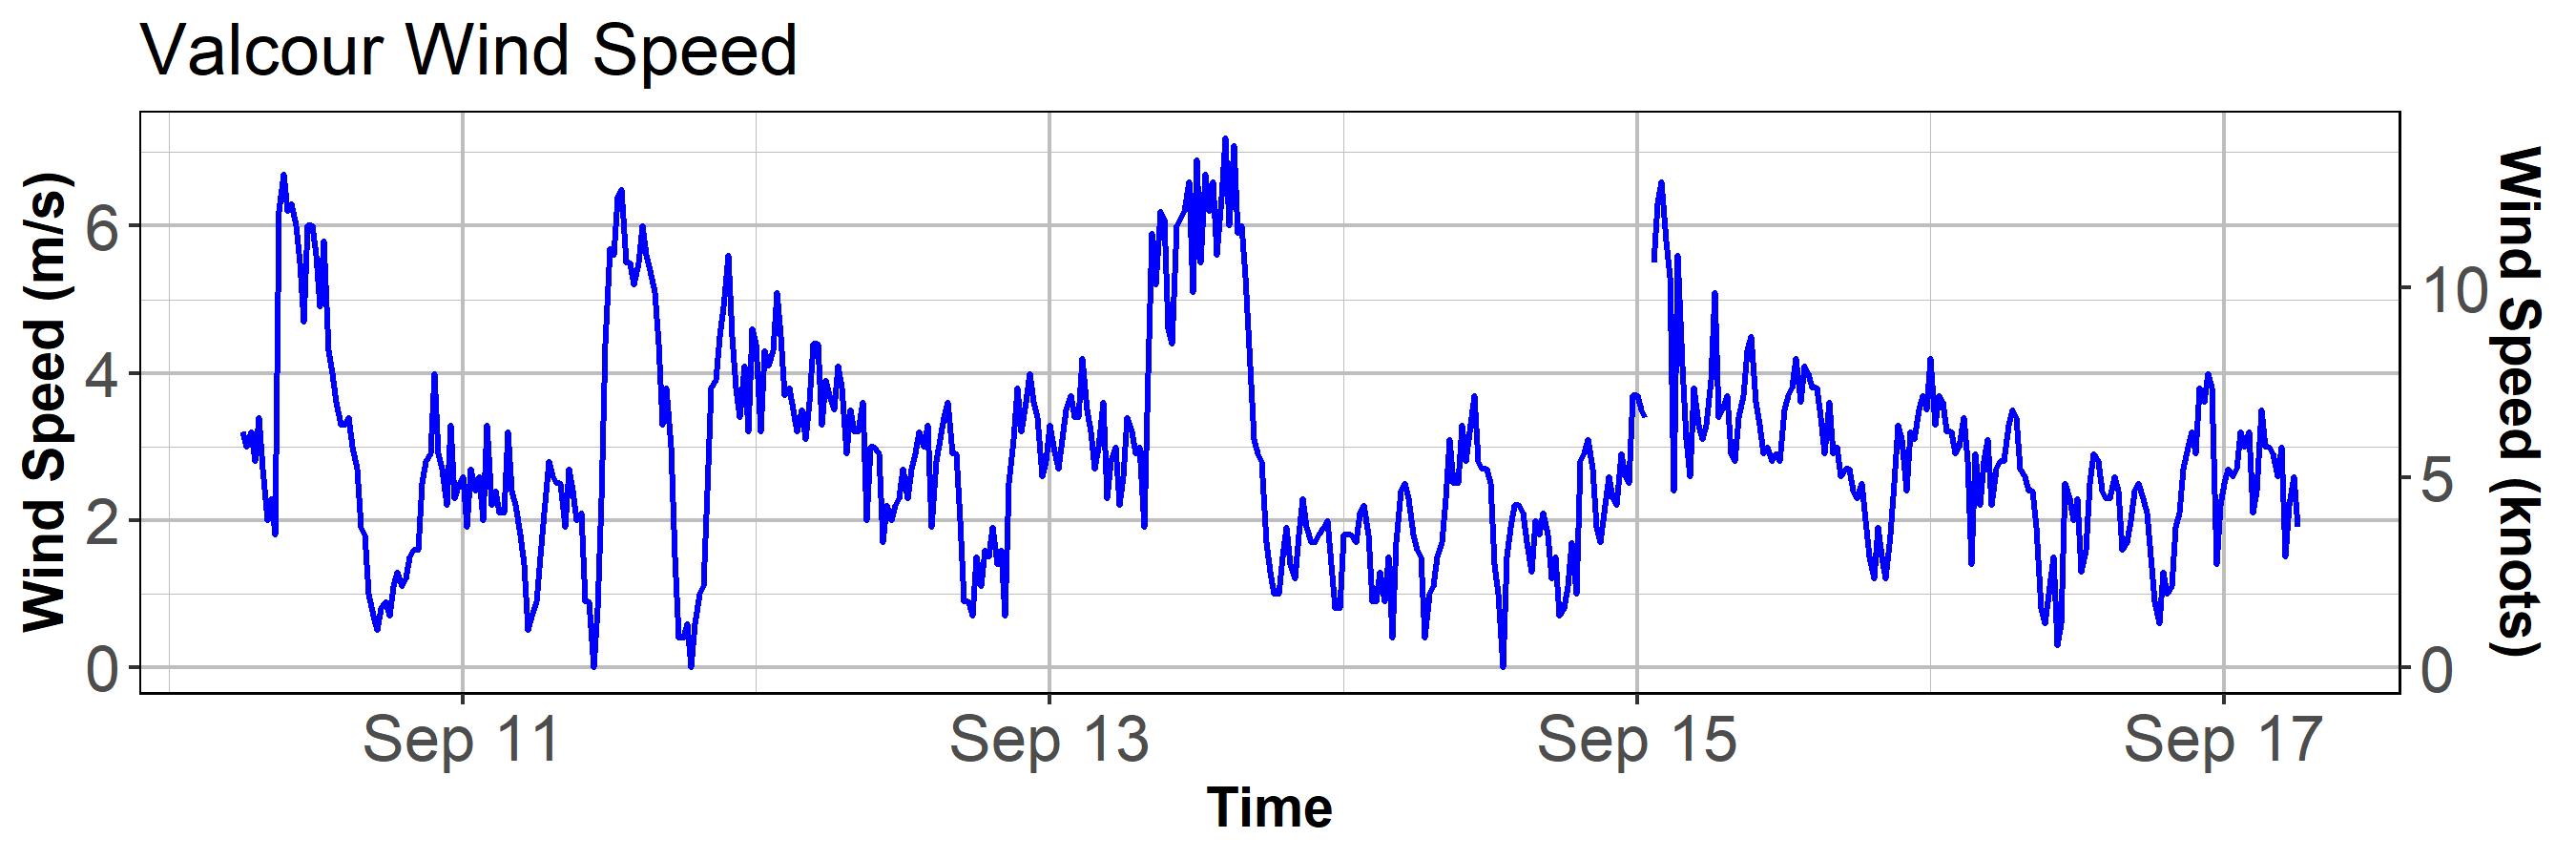 Valcour Wind Speed
Wind Speed (m/s)
6
4
2
0
Wind Speed (knots)
10
5
0
Sep 11
Sep 13
Sep 15
Sep 17
Time